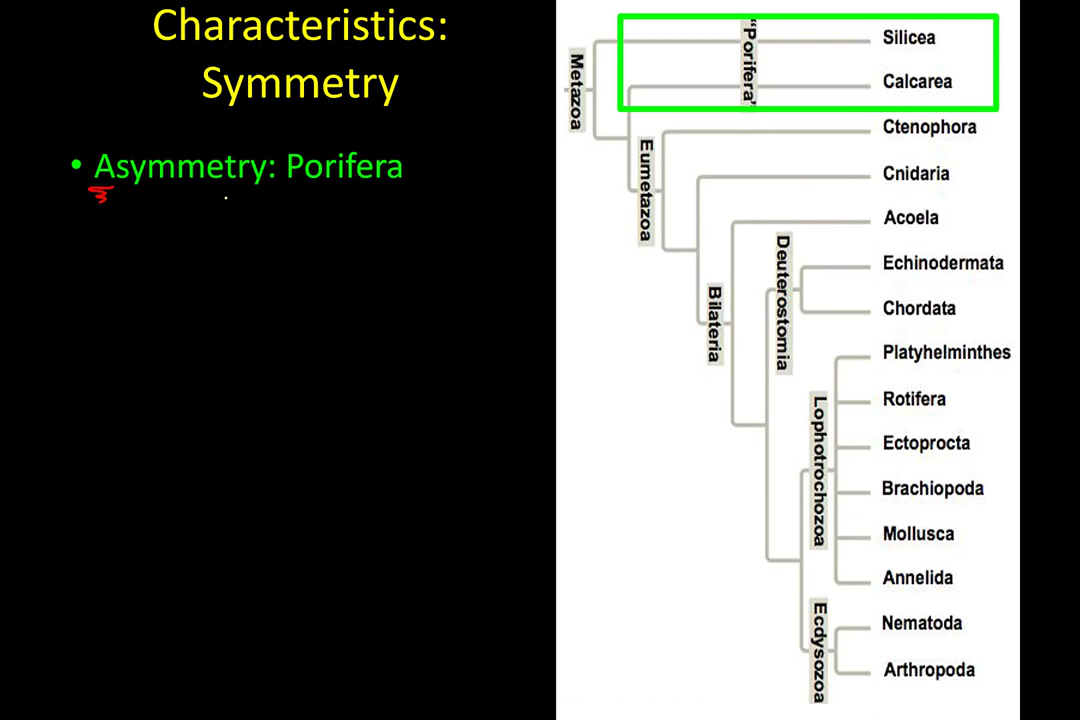 Characteristics:
Symmetry
• Asymmetry: Porifera
Metazoa
"Porifera"
Eumetazoa
Bilateria
Deuterostomia
Lophotrochozoa
Ecdysozoa
Silicea
Calcarea
Ctenophora
Cnidaria
Acoela
Echinodermata
Chordata
Platyhelminthes
Rotifera
Ectoprocta
Brachiopoda
Mollusca
Annelida
Nematoda
Arthropoda